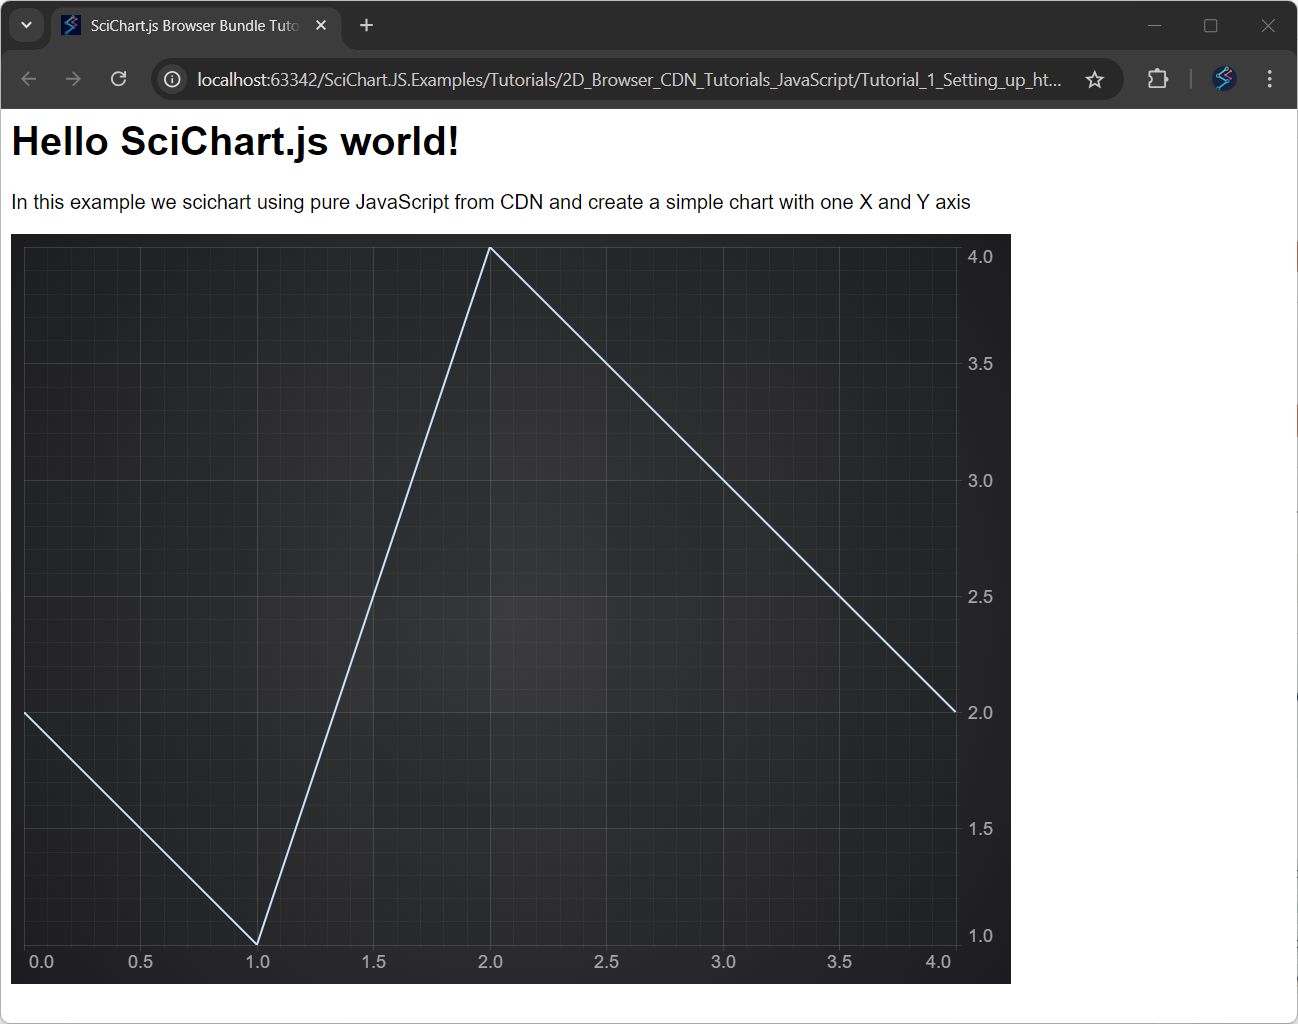 SciChart.js Browser Bundle Tuto
localhost:63342/SciChart.JS.Examples/Tutorials/2D_Browser_CDN_Tutorials_JavaScript/Tutorial_1_Setting_up_ht...
Hello SciChart.js world!
In this example we scichart using pure JavaScript from CDN and create a simple chart with one X and Y axis
4.0
3.5
3.0
2.5
2.0
1.5
1.0
0.0 0.5 1.0 1.5 2.0 2.5 3.0 3.5 4.0